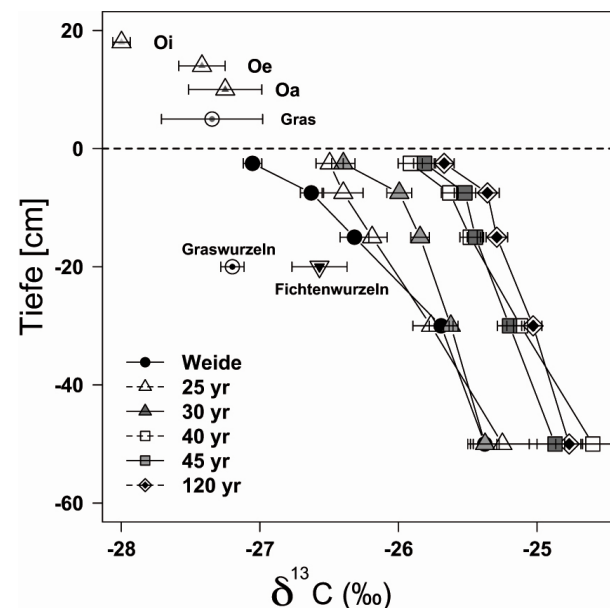 20
0
-20
-40
-60
Tiefe [cm]
Oi
Oe
Oa
Gras
Graswurzeln
Fichtenwurzeln
Weide
25 yr
30 yr
40 yr
45 yr
120 yr
-28 -27 -26 -25
δ¹³C (‰)